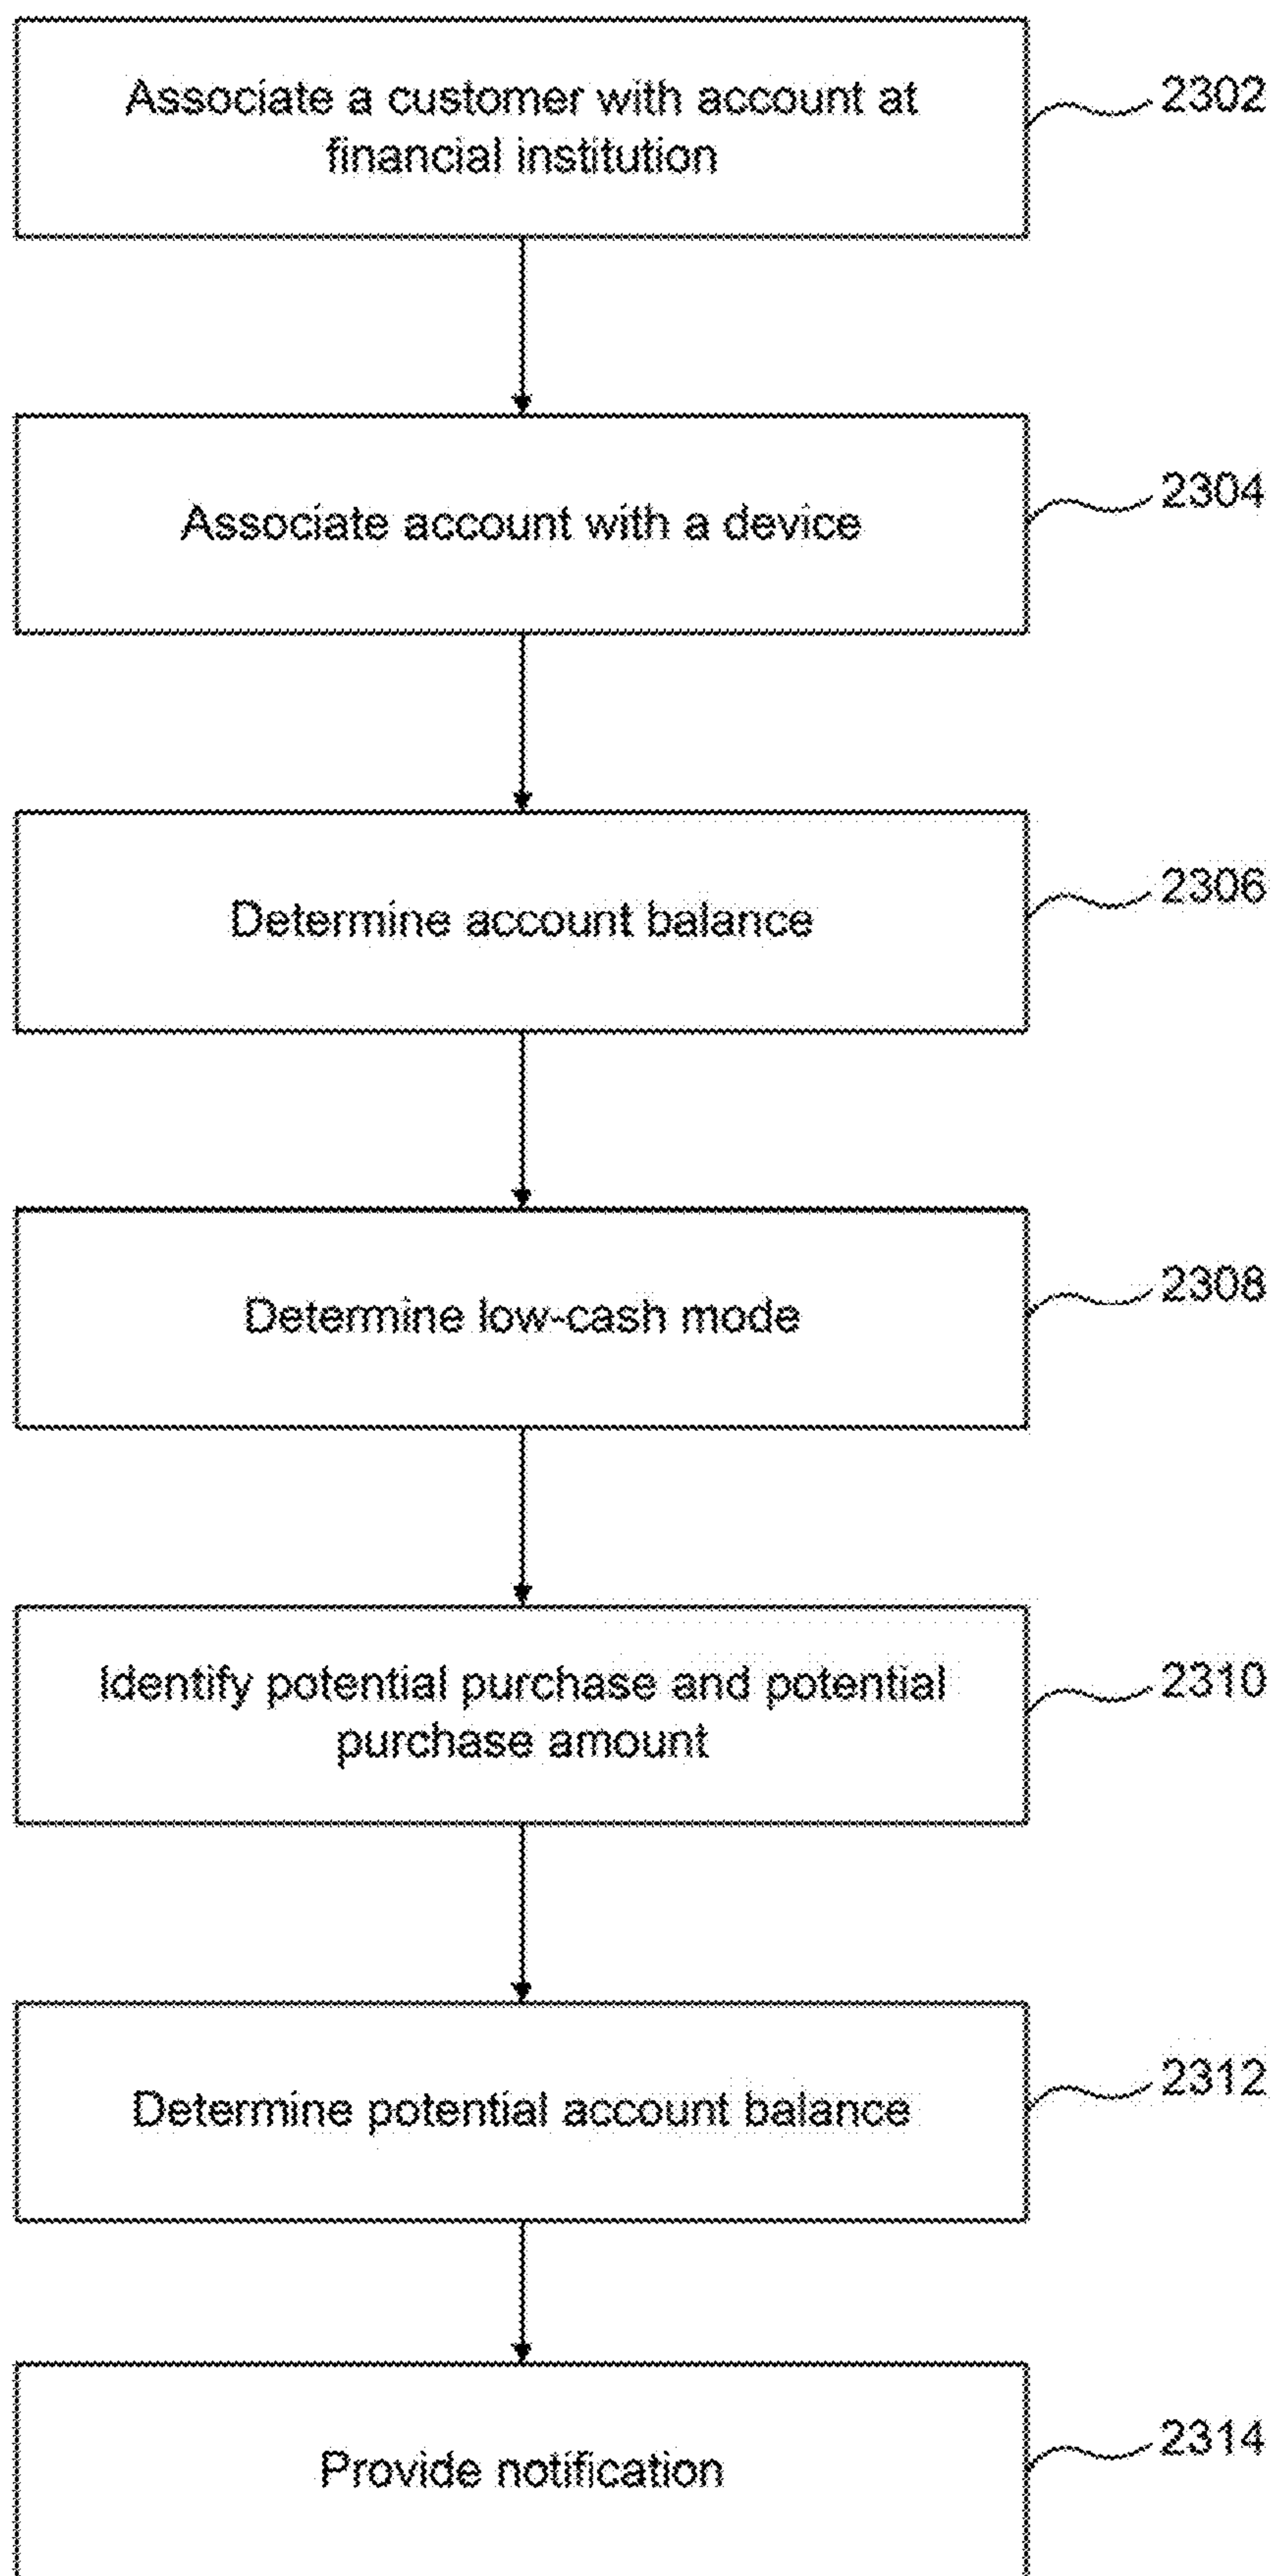 Associate a customer with account at
financial institution
2302
Associate account with a device
2304
Determine account balance
2306
Determine low-cash mode
2308
Identify potential purchase and potential
purchase amount
2310
Determine potential account balance
2312
Provide notification
2314